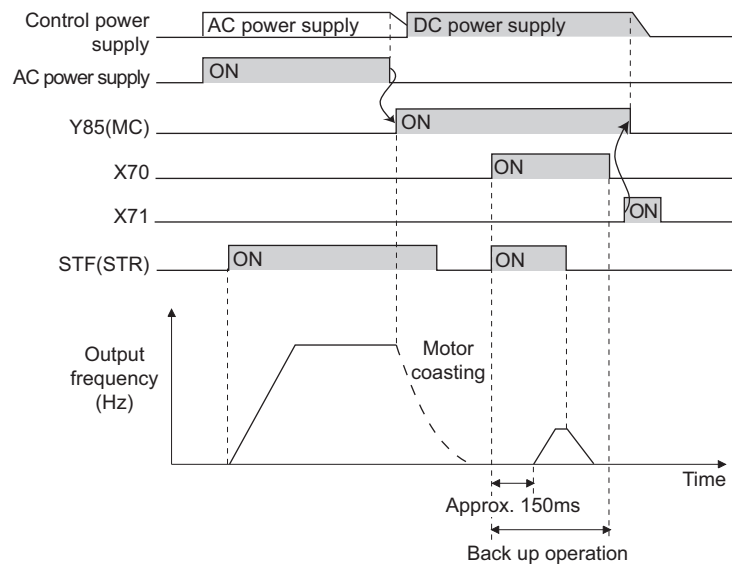 Control power
supply
AC power supply
DC power supply
AC power supply
ON
Y85(MC)
ON
X70
ON
X71
ON
STF(STR)
ON
ON
Output
frequency
(Hz)
Motor
coasting
Time
Approx. 150ms
Back up operation